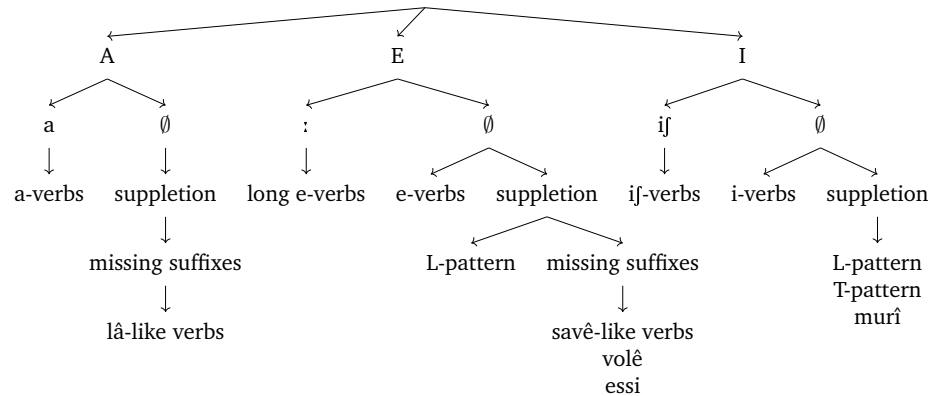 A E I
a ∅ ː ∅ iʃ ∅
a-verbs suppletion long e-verbs e-verbs suppletion iʃ-verbs i-verbs suppletion
missing suffixes L-pattern missing suffixes L-pattern
T-pattern
murî
lâ-like verbs savê-like verbs
volê
essi